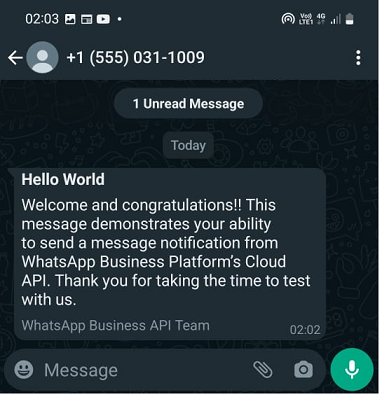 02:03
Vo) 4G
LTE1
+1 (555) 031-1009
1 Unread Message
Today
Hello World
Welcome and congratulations!! This
message demonstrates your ability
to send a message notification from
WhatsApp Business Platform's Cloud
API. Thank you for taking the time to test
with us.
WhatsApp Business API Team
02:02
Message